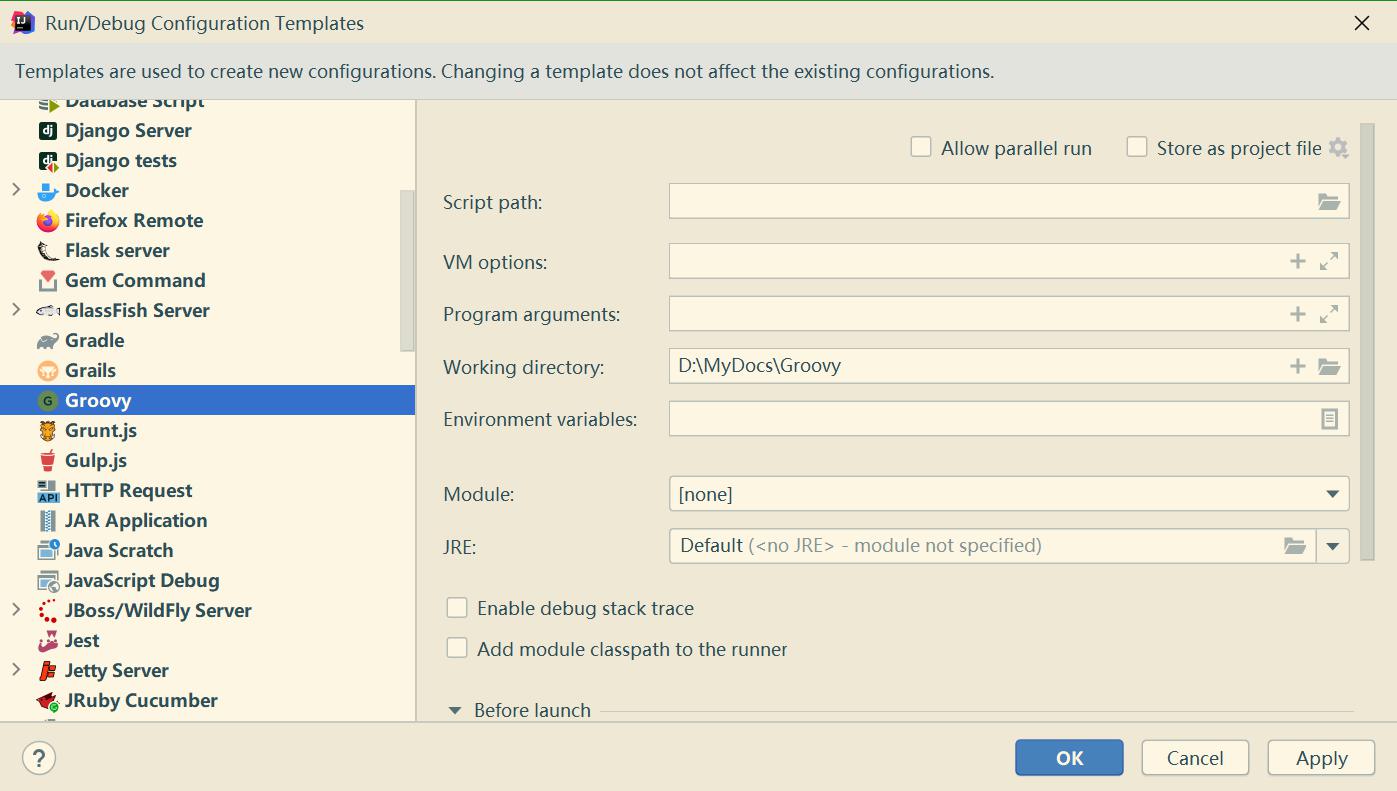 Run/Debug Configuration Templates
Templates are used to create new configurations. Changing a template does not affect the existing configurations.
Database Script
Django Server
Django tests
Docker
Firefox Remote
Flask server
Gem Command
GlassFish Server
Gradle
Grails
Groovy
Grunt.js
Gulp.js
HTTP Request
JAR Application
Java Scratch
JavaScript Debug
JBoss/WildFly Server
Jest
Jetty Server
JRuby Cucumber
Allow parallel run
Store as project file
Script path:
VM options:
Program arguments:
Working directory: D:\MyDocs\Groovy
Environment variables:
Module: [none]
JRE: Default (<no JRE> - module not specified)
Enable debug stack trace
Add module classpath to the runner
Before launch
?
OK
Cancel
Apply